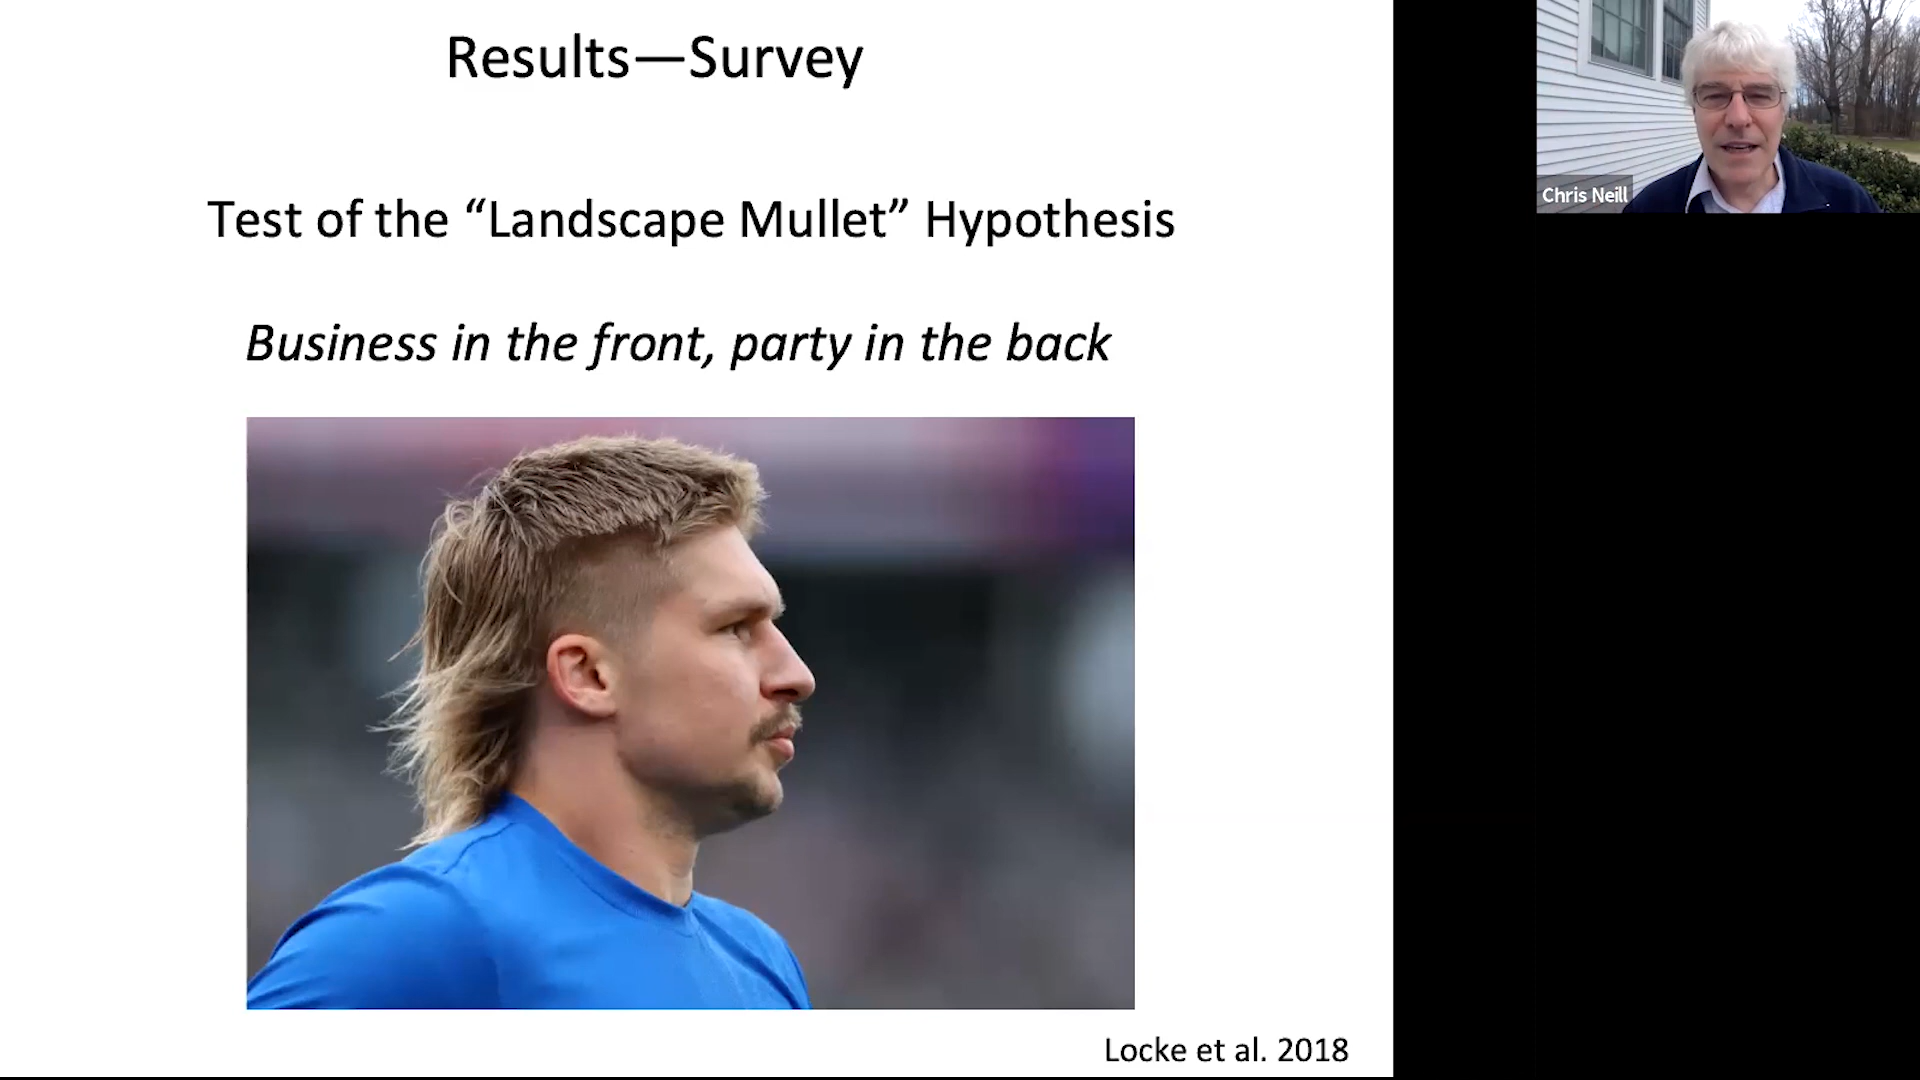 Results—Survey
Test of the “Landscape Mullet” Hypothesis
Business in the front, party in the back
Locke et al. 2018
Chris Neill